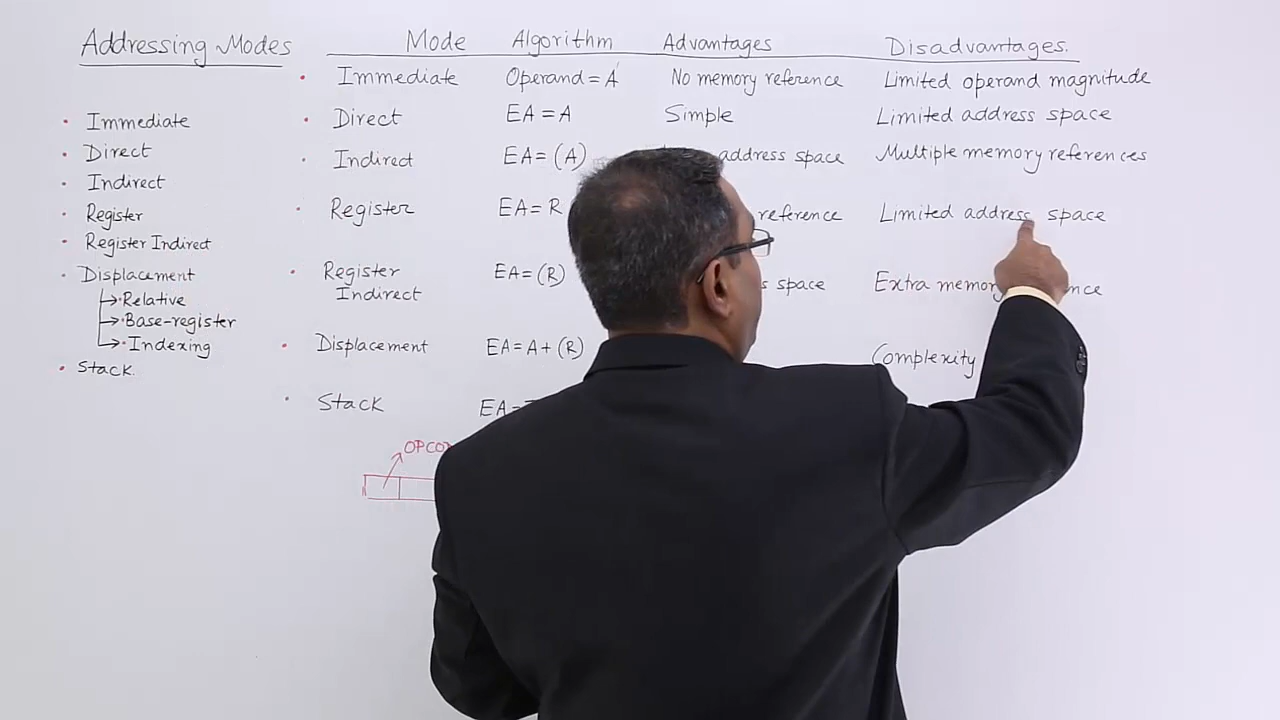 Addressing Modes
Immediate
Direct
Indirect
Register
Register Indirect
Displacement
Relative
Base-register
Indexing
Stack.
Mode Algorithm Advantages Disadvantages.
Immediate Operand = A No memory reference Limited operand magnitude
Direct EA = A Simple Limited address space
Indirect EA = (A) address space Multiple memory references
Register EA = R reference Limited address space
Register EA = (R) space Extra memory
Indirect
Displacement EA = A + (R) Complexity
Stack EA =